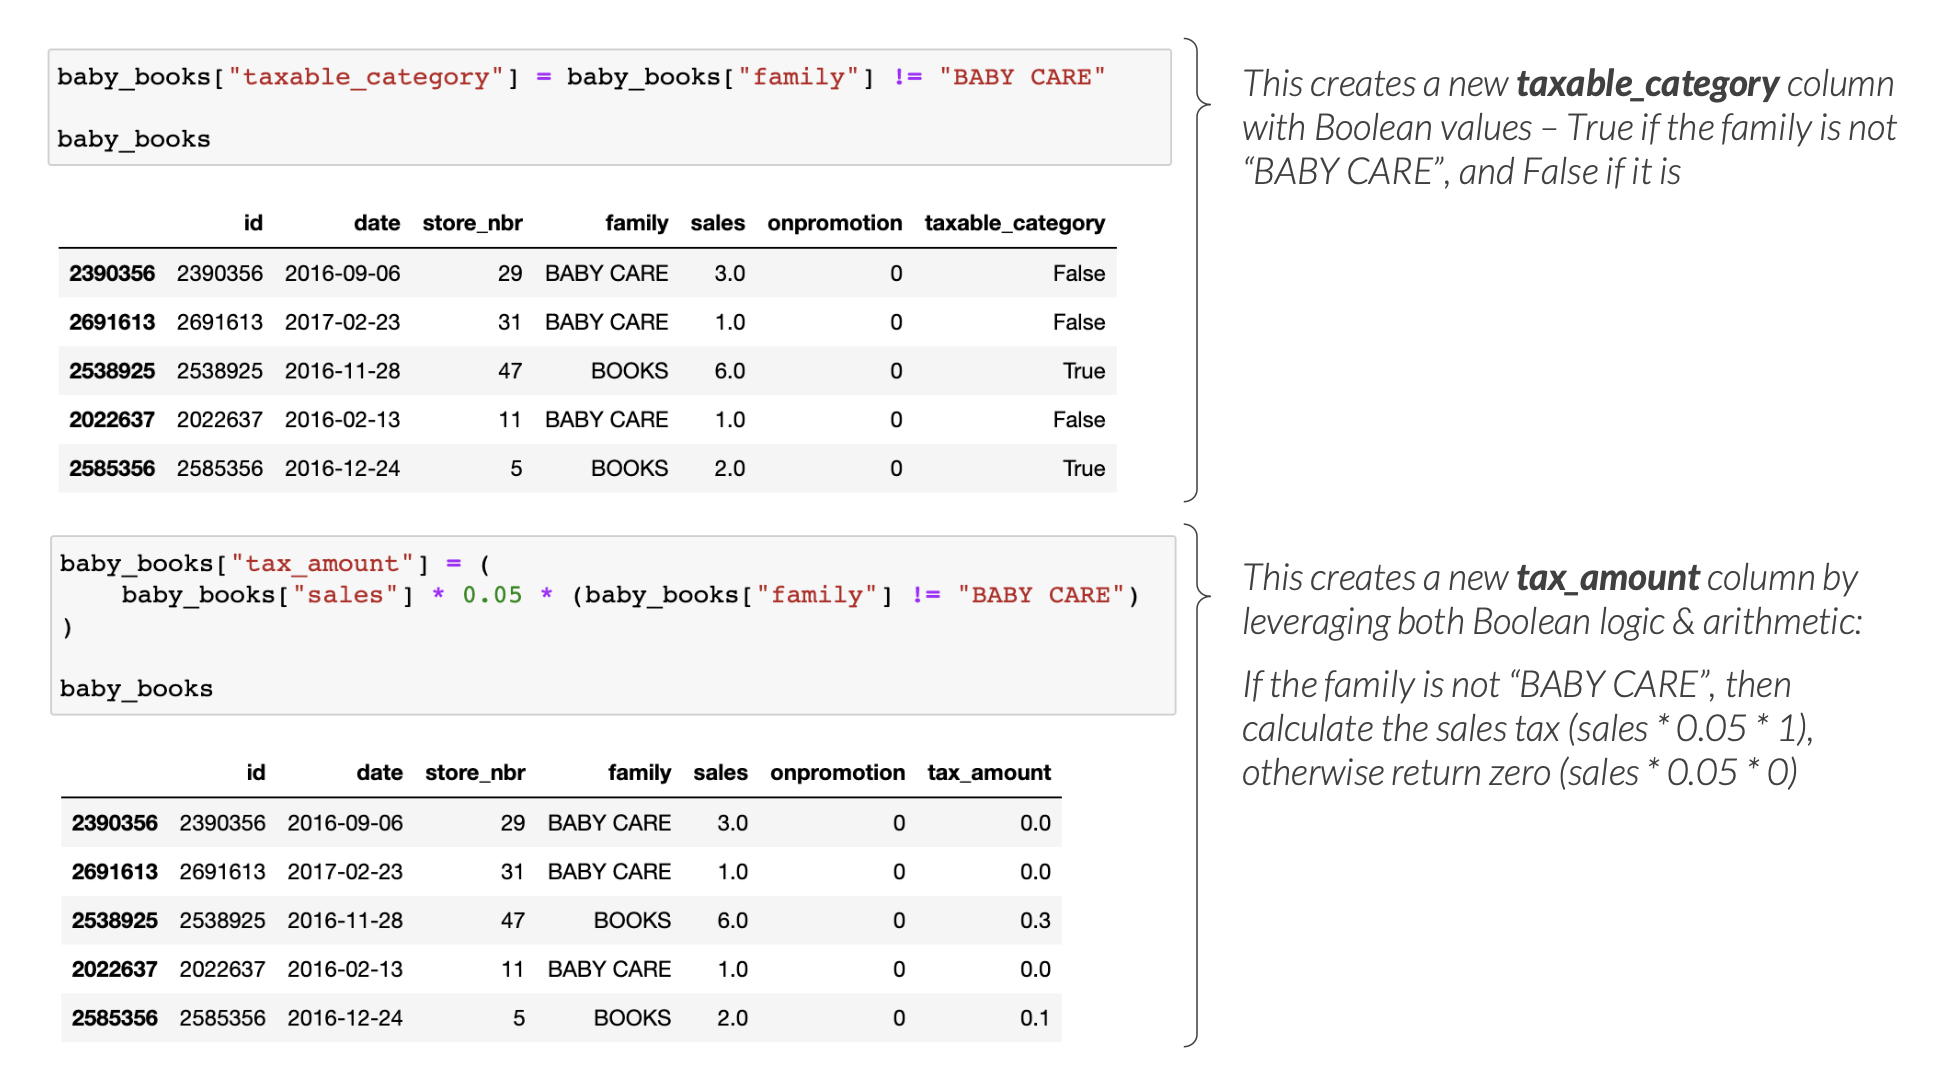 baby_books["taxable_category"] = baby_books["family"] != "BABY CARE"
baby_books
This creates a new taxable_category column
with Boolean values – True if the family is not
“BABY CARE”, and False if it is
id date store_nbr family sales onpromotion taxable_category
2390356 2390356 2016-09-06 29 BABY CARE 3.0 0 False
2691613 2691613 2017-02-23 31 BABY CARE 1.0 0 False
2538925 2538925 2016-11-28 47 BOOKS 6.0 0 True
2022637 2022637 2016-02-13 11 BABY CARE 1.0 0 False
2585356 2585356 2016-12-24 5 BOOKS 2.0 0 True
baby_books["tax_amount"] = (
baby_books["sales"] * 0.05 * (baby_books["family"] != "BABY CARE")
)
baby_books
This creates a new tax_amount column by
leveraging both Boolean logic & arithmetic:
If the family is not “BABY CARE”, then
calculate the sales tax (sales * 0.05 * 1),
otherwise return zero (sales * 0.05 * 0)
id date store_nbr family sales onpromotion tax_amount
2390356 2390356 2016-09-06 29 BABY CARE 3.0 0 0.0
2691613 2691613 2017-02-23 31 BABY CARE 1.0 0 0.0
2538925 2538925 2016-11-28 47 BOOKS 6.0 0 0.3
2022637 2022637 2016-02-13 11 BABY CARE 1.0 0 0.0
2585356 2585356 2016-12-24 5 BOOKS 2.0 0 0.1